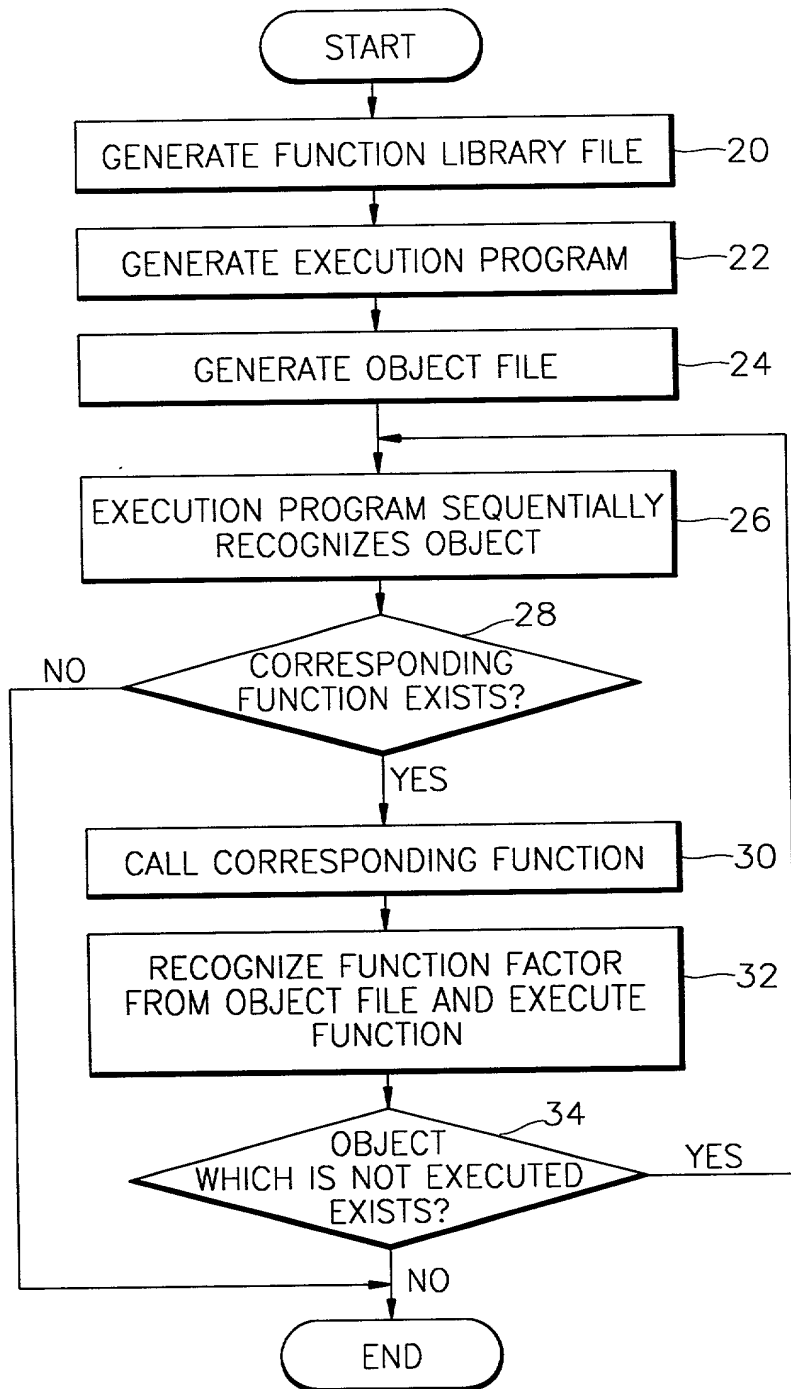 START
GENERATE FUNCTION LIBRARY FILE
20
GENERATE EXECUTION PROGRAM
22
GENERATE OBJECT FILE
24
EXECUTION PROGRAM SEQUENTIALLY
RECOGNIZES OBJECT
26
28
NO
CORRESPONDING
FUNCTION EXISTS?
YES
CALL CORRESPONDING FUNCTION
30
RECOGNIZE FUNCTION FACTOR
FROM OBJECT FILE AND EXECUTE
FUNCTION
32
34
OBJECT
WHICH IS NOT EXECUTED
EXISTS?
YES
NO
END